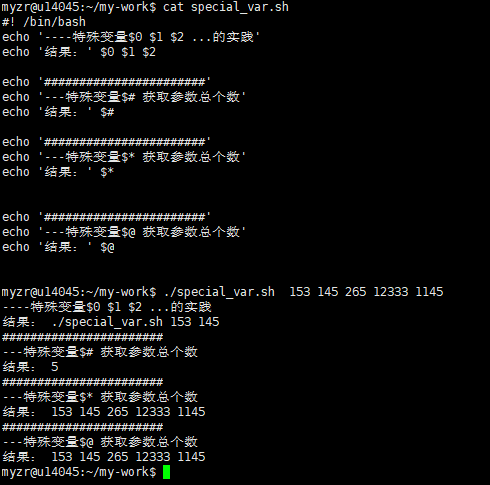 myzr@u14045:~/my-work$ cat special_var.sh
#! /bin/bash
echo '----特殊变量$0 $1 $2 ...的实践'
echo '结果：' $0 $1 $2
echo '#######################'
echo '---特殊变量$# 获取参数总个数'
echo '结果：' $#
echo '#######################'
echo '---特殊变量$* 获取参数总个数'
echo '结果：' $*
echo '#######################'
echo '---特殊变量$@ 获取参数总个数'
echo '结果：' $@
myzr@u14045:~/my-work$ ./special_var.sh  153 145 265 12333 1145
----特殊变量$0 $1 $2 ...的实践
结果： ./special_var.sh 153 145
#######################
---特殊变量$# 获取参数总个数
结果： 5
#######################
---特殊变量$* 获取参数总个数
结果： 153 145 265 12333 1145
#######################
---特殊变量$@ 获取参数总个数
结果： 153 145 265 12333 1145
myzr@u14045:~/my-work$